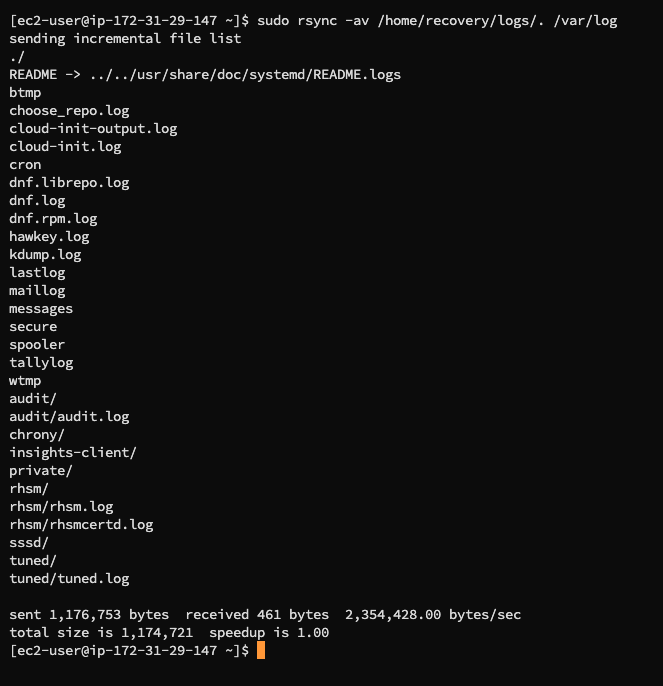 [ec2-user@ip-172-31-29-147 ~]$ sudo rsync -av /home/recovery/logs/. /var/log
sending incremental file list
./
README -> ../../usr/share/doc/systemd/README.logs
btmp
choose_repo.log
cloud-init-output.log
cloud-init.log
cron
dnf.librepo.log
dnf.log
dnf.rpm.log
hawkey.log
kdump.log
lastlog
maillog
messages
secure
spooler
tallylog
wtmp
audit/
audit/audit.log
chrony/
insights-client/
private/
rhsm/
rhsm/rhsm.log
rhsm/rhsmcertd.log
sssd/
tuned/
tuned/tuned.log
sent 1,176,753 bytes  received 461 bytes  2,354,428.00 bytes/sec
total size is 1,174,721  speedup is 1.00
[ec2-user@ip-172-31-29-147 ~]$